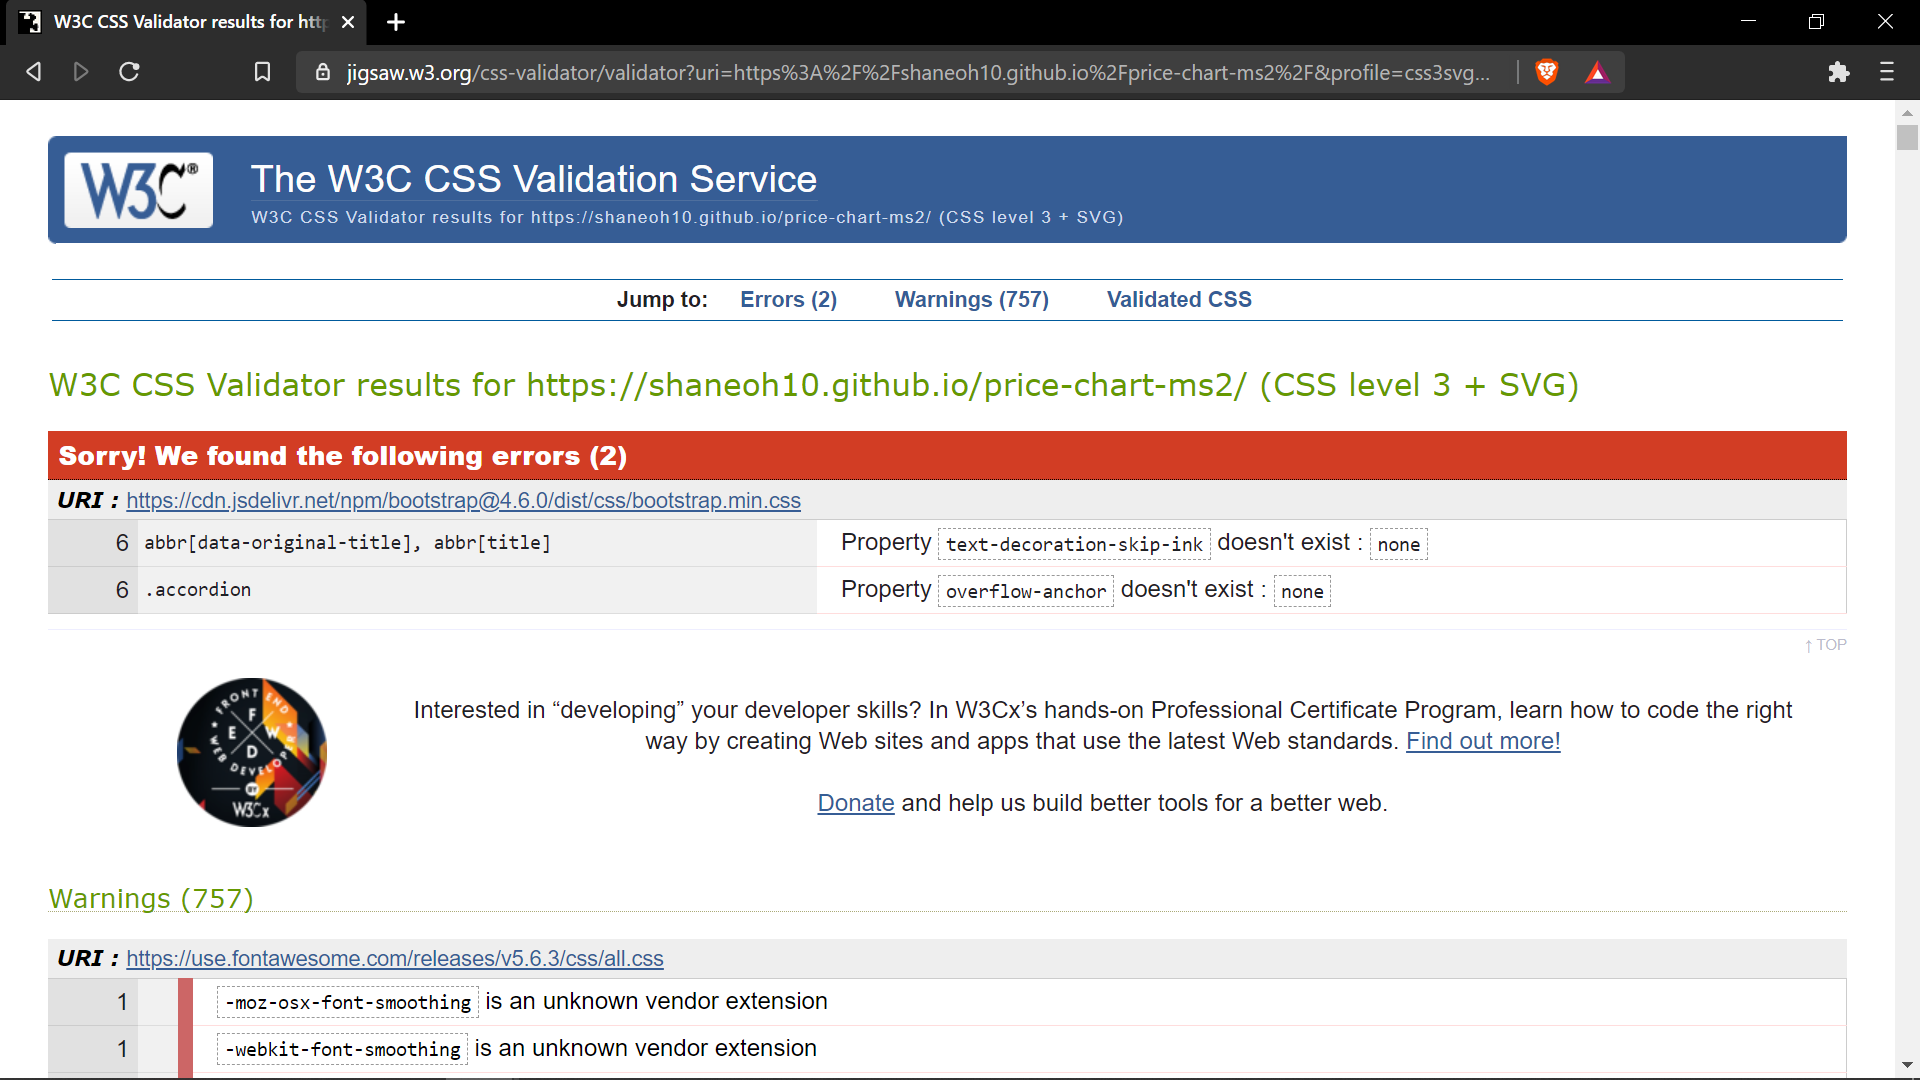 W3C CSS Validator results for http
jigsaw.w3.org/css-validator/validator?uri=https%3A%2F%2Fshaneoh10.github.io%2Fprice-chart-ms2%2F&profile=css3svg...
W3C®
The W3C CSS Validation Service
W3C CSS Validator results for https://shaneoh10.github.io/price-chart-ms2/ (CSS level 3 + SVG)
Jump to: Errors (2) Warnings (757) Validated CSS
W3C CSS Validator results for https://shaneoh10.github.io/price-chart-ms2/ (CSS level 3 + SVG)
Sorry! We found the following errors (2)
URI : https://cdn.jsdelivr.net/npm/bootstrap@4.6.0/dist/css/bootstrap.min.css
6 abbr[data-original-title], abbr[title] Property text-decoration-skip-ink doesn't exist : none
6 .accordion Property overflow-anchor doesn't exist : none
↑ TOP
FRONT END
F
E W
D
WEB DEVELOPER
BY
W3Cx
Interested in “developing” your developer skills? In W3Cx’s hands-on Professional Certificate Program, learn how to code the right
way by creating Web sites and apps that use the latest Web standards. Find out more!
Donate and help us build better tools for a better web.
Warnings (757)
URI : https://use.fontawesome.com/releases/v5.6.3/css/all.css
1 -moz-osx-font-smoothing is an unknown vendor extension
1 -webkit-font-smoothing is an unknown vendor extension